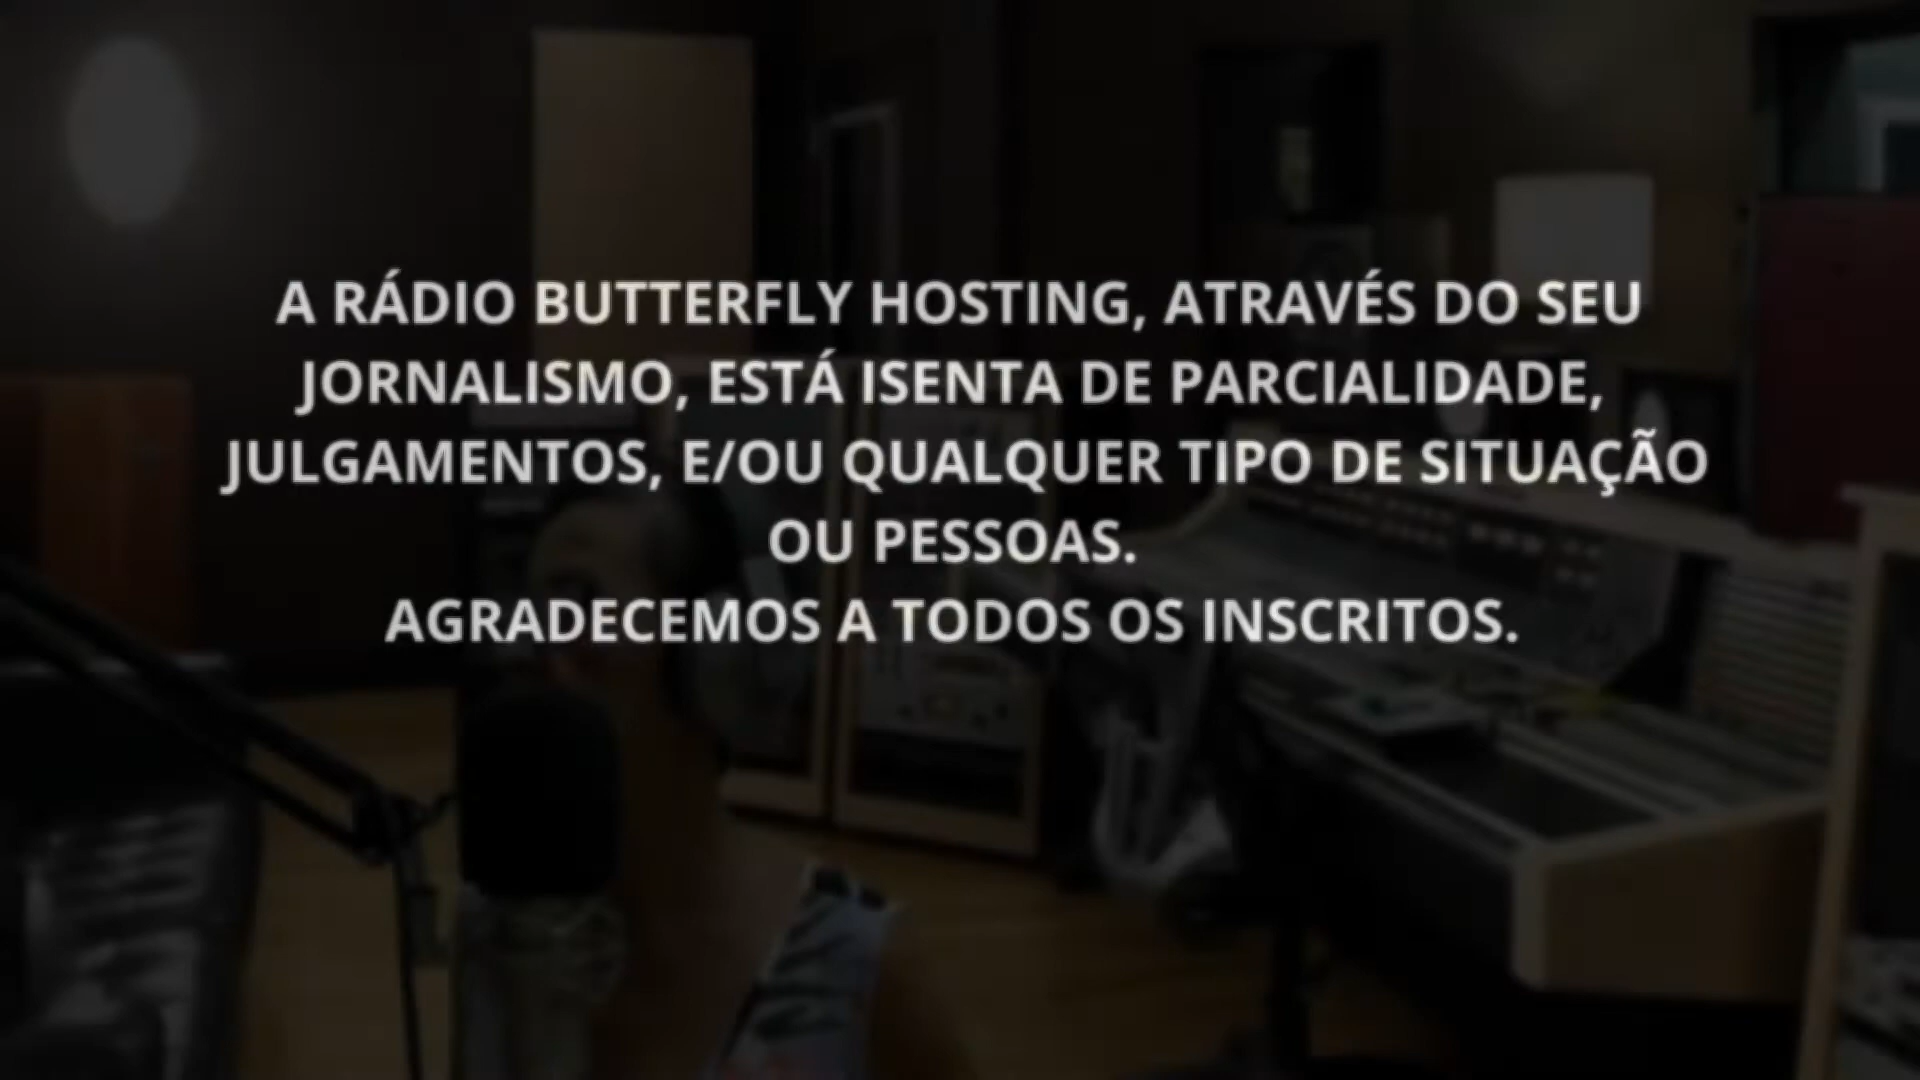 A RÁDIO BUTTERFLY HOSTING, ATRAVÉS DO SEU
JORNALISMO, ESTÁ ISENTA DE PARCIALIDADE,
JULGAMENTOS, E/OU QUALQUER TIPO DE SITUAÇÃO
OU PESSOAS.
AGRADECEMOS A TODOS OS INSCRITOS.